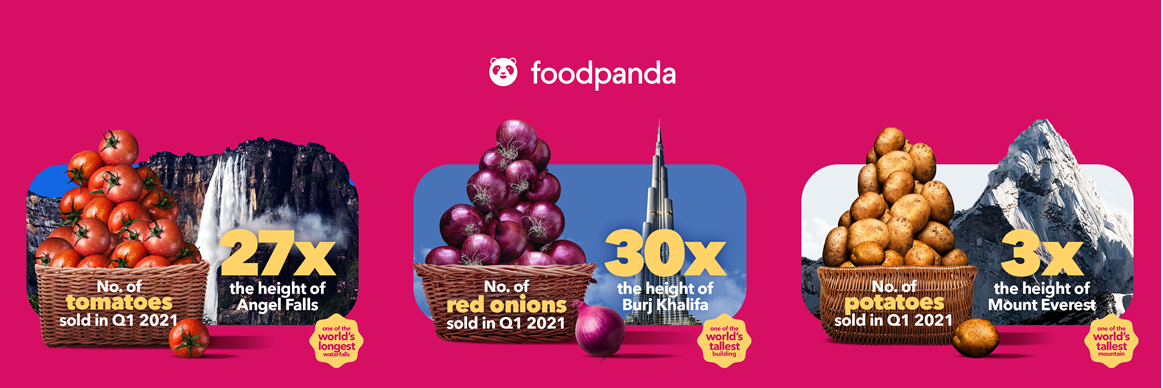 foodpanda
No. of
tomatoes
sold in Q1 2021
27x
the height of
Angel Falls
one of the
world's
longest
waterfalls
No. of
red onions
sold in Q1 2021
30x
the height of
Burj Khalifa
one of the
world's
tallest
building
No. of
potatoes
sold in Q1 2021
3x
the height of
Mount Everest
one of the
world's
tallest
mountain